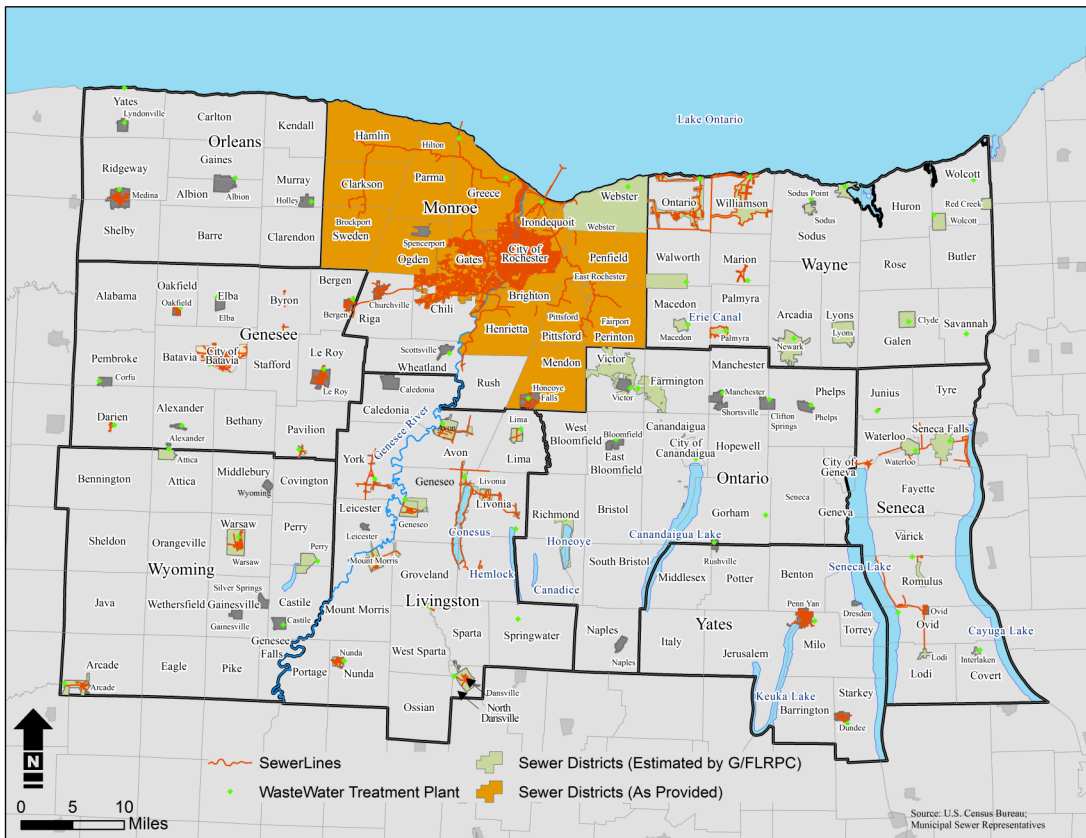 Lake Ontario
Yates
Lyndonville
Carlton
Kendall
Orleans
Gaines
Ridgeway
Medina
Albion
Albion
Murray
Holley
Shelby
Barre
Clarendon
Hamlin
Hilton
Clarkson
Parma
Greece
Monroe
Irondequoit
Webster
Webster
Brockport
Sweden
Spencerport
Ogden
Gates
City of
Rochester
Penfield
East Rochester
Brighton
Chili
Churchville
Riga
Henrietta
Pittsford
Pittsford
Fairport
Perinton
Scottsville
Wheatland
Rush
Mendon
Honeoye
Falls
Ontario
Williamson
Sodus Point
Sodus
Sodus
Huron
Wolcott
Red Creek
Wolcott
Walworth
Marion
Wayne
Rose
Butler
Macedon
Macedon
Palmyra
Erie Canal
Palmyra
Arcadia
Newark
Lyons
Lyons
Clyde
Galen
Savannah
Alabama
Oakfield
Oakfield
Elba
Elba
Byron
Bergen
Bergen
Genesee
Pembroke
Corfu
Batavia
City of
Batavia
Stafford
Le Roy
Le Roy
Darien
Alexander
Alexander
Bethany
Pavilion
Caledonia
Caledonia
Genesee River
Avon
Avon
Lima
Lima
Victor
Victor
Farmington
Manchester
Manchester
Shortsville
Clifton
Springs
Phelps
Phelps
West
Bloomfield
Bloomfield
East
Bloomfield
Canandaigua
City of
Canandaigua
Hopewell
Ontario
Seneca
City of
Geneva
Geneva
Junius
Tyre
Waterloo
Waterloo
Seneca Falls
Fayette
Seneca
Varick
Romulus
Bennington
Attica
Attica
Middlebury
Wyoming
Covington
York
Leicester
Leicester
Geneseo
Geneseo
Livonia
Livonia
Conesus
Richmond
Honeoye
Bristol
Gorham
Canandaigua Lake
South Bristol
Hemlock
Canadice
Sheldon
Orangeville
Warsaw
Warsaw
Perry
Perry
Mount Morris
Groveland
Wyoming
Silver Springs
Java
Wethersfield
Gainesville
Gainesville
Castile
Castile
Genesee
Falls
Mount Morris
Livingston
Sparta
Springwater
Naples
Naples
Middlesex
Rushville
Potter
Benton
Seneca Lake
Penn Yan
Dresden
Torrey
Milo
Yates
Italy
Jerusalem
Keuka Lake
Barrington
Starkey
Dundee
Ovid
Ovid
Lodi
Lodi
Interlaken
Covert
Cayuga Lake
Arcade
Arcade
Eagle
Pike
Portage
Nunda
Nunda
West Sparta
Dansville
North
Dansville
Ossian
N
0 5 10
Miles
SewerLines
WasteWater Treatment Plant
Sewer Districts (Estimated by G/FLRPC)
Sewer Districts (As Provided)
Source: U.S. Census Bureau;
Municipal Sewer Representatives